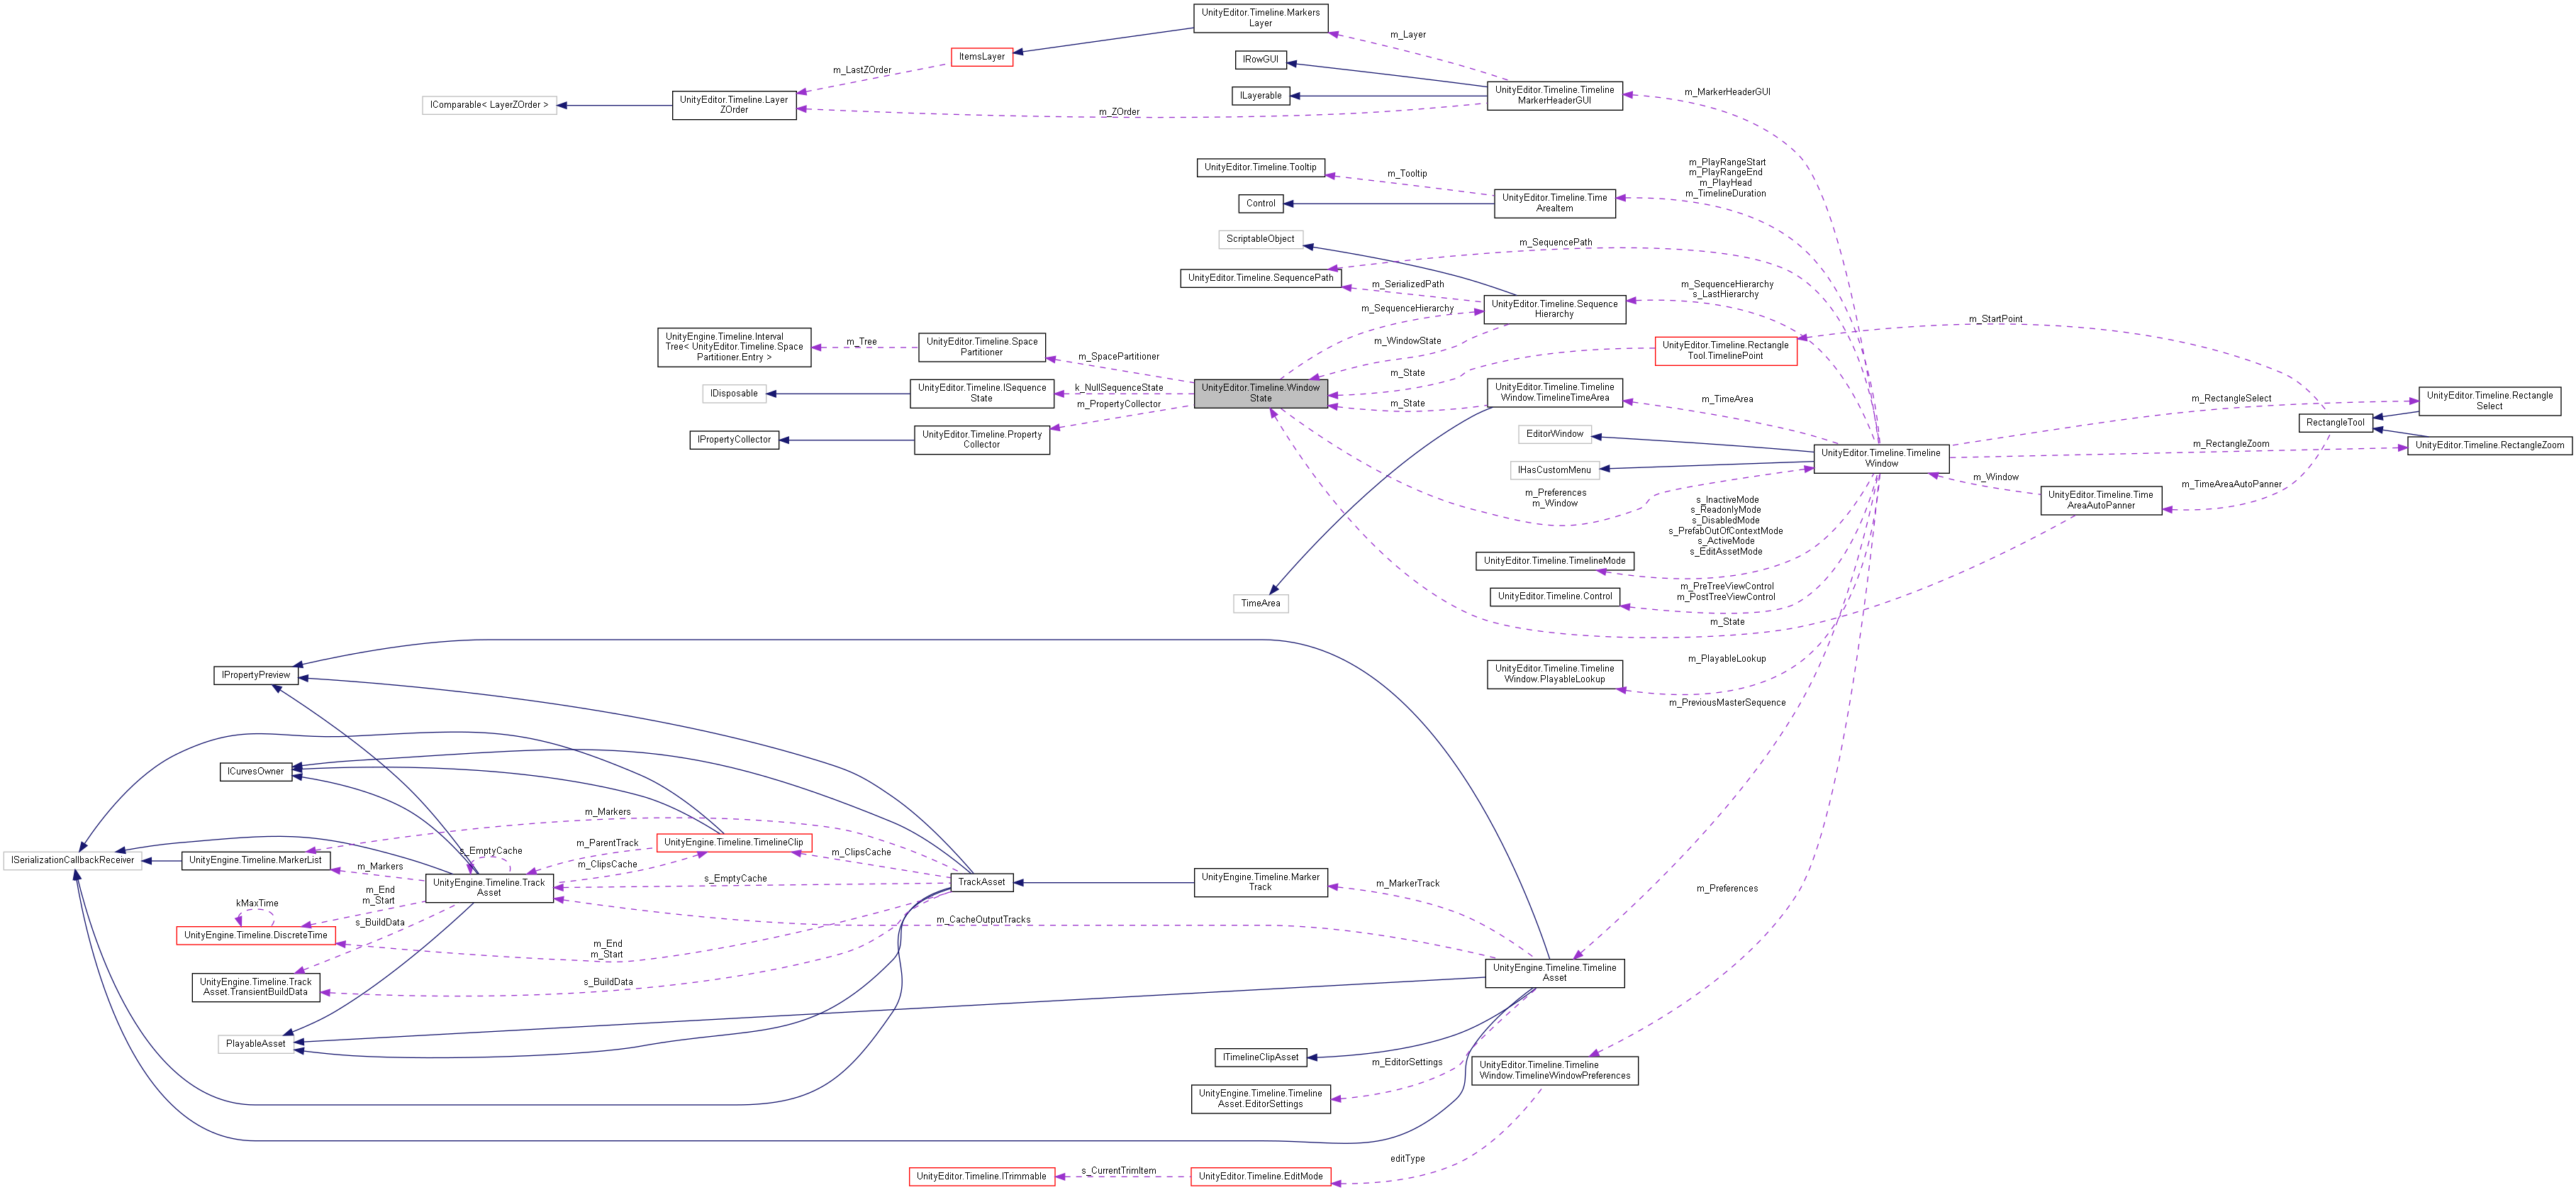 UnityEditor.Timeline.Markers
Layer
m_Layer
IRowGUI
ItemsLayer
m_LastZOrder
IComparable< LayerZOrder >
UnityEditor.Timeline.Layer
ZOrder
ILayerable
UnityEditor.Timeline.Timeline
MarkerHeaderGUI
m_MarkerHeaderGUI
m_ZOrder
UnityEditor.Timeline.Tooltip
m_Tooltip
Control
UnityEditor.Timeline.Time
AreaItem
m_PlayRangeStart
m_PlayRangeEnd
m_PlayHead
m_TimelineDuration
ScriptableObject
m_SequencePath
UnityEditor.Timeline.SequencePath
m_SerializedPath
m_SequenceHierarchy
UnityEditor.Timeline.Sequence
Hierarchy
m_SequenceHierarchy
s_LastHierarchy
m_StartPoint
UnityEngine.Timeline.Interval
Tree< UnityEditor.Timeline.Space
Partitioner.Entry >
m_Tree
UnityEditor.Timeline.Space
Partitioner
m_SpacePartitioner
m_WindowState
UnityEditor.Timeline.Rectangle
Tool.TimelinePoint
m_State
IDisposable
UnityEditor.Timeline.ISequence
State
k_NullSequenceState
UnityEditor.Timeline.Window
State
m_State
UnityEditor.Timeline.Timeline
Window.TimelineTimeArea
m_TimeArea
m_RectangleSelect
UnityEditor.Timeline.Rectangle
Select
m_PropertyCollector
IPropertyCollector
UnityEditor.Timeline.Property
Collector
EditorWindow
RectangleTool
m_RectangleZoom
UnityEditor.Timeline.RectangleZoom
IHasCustomMenu
UnityEditor.Timeline.Timeline
Window
m_Window
m_TimeAreaAutoPanner
UnityEditor.Timeline.Time
AreaAutoPanner
m_Preferences
m_Window
s_InactiveMode
s_ReadonlyMode
s_DisabledMode
s_PrefabOutOfContextMode
s_ActiveMode
s_EditAssetMode
UnityEditor.Timeline.TimelineMode
m_PreTreeViewControl
m_PostTreeViewControl
UnityEditor.Timeline.Control
TimeArea
m_State
IPropertyPreview
m_PlayableLookup
UnityEditor.Timeline.Timeline
Window.PlayableLookup
m_PreviousMasterSequence
ICurvesOwner
m_Markers
UnityEngine.Timeline.TimelineClip
m_ParentTrack
s_EmptyCache
ISerializationCallbackReceiver
UnityEngine.Timeline.MarkerList
m_Markers
m_ClipsCache
m_ClipsCache
UnityEngine.Timeline.Track
Asset
s_EmptyCache
TrackAsset
UnityEngine.Timeline.Marker
Track
m_MarkerTrack
m_Preferences
m_End
m_Start
kMaxTime
UnityEngine.Timeline.DiscreteTime
s_BuildData
m_CacheOutputTracks
m_End
m_Start
UnityEngine.Timeline.Track
Asset.TransientBuildData
s_BuildData
UnityEngine.Timeline.Timeline
Asset
PlayableAsset
ITimelineClipAsset
m_EditorSettings
UnityEditor.Timeline.Timeline
Window.TimelineWindowPreferences
UnityEngine.Timeline.Timeline
Asset.EditorSettings
editType
UnityEditor.Timeline.ITrimmable
s_CurrentTrimItem
UnityEditor.Timeline.EditMode